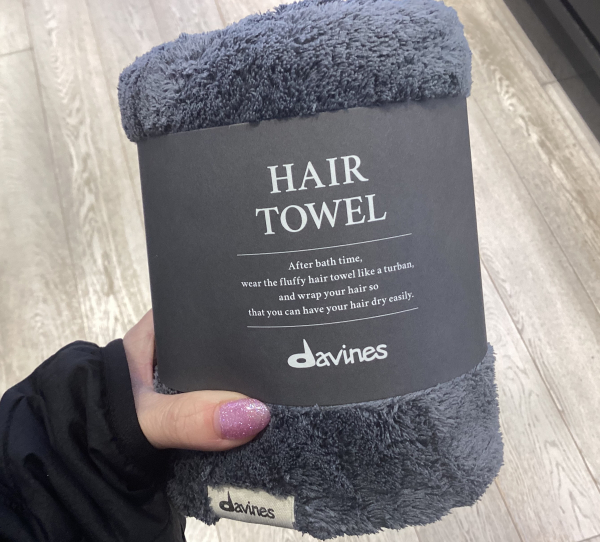 HAIR
TOWEL
After bath time,
wear the fluffy hair towel like a turban,
and wrap your hair so
that you can have your hair dry easily.
davines
davines